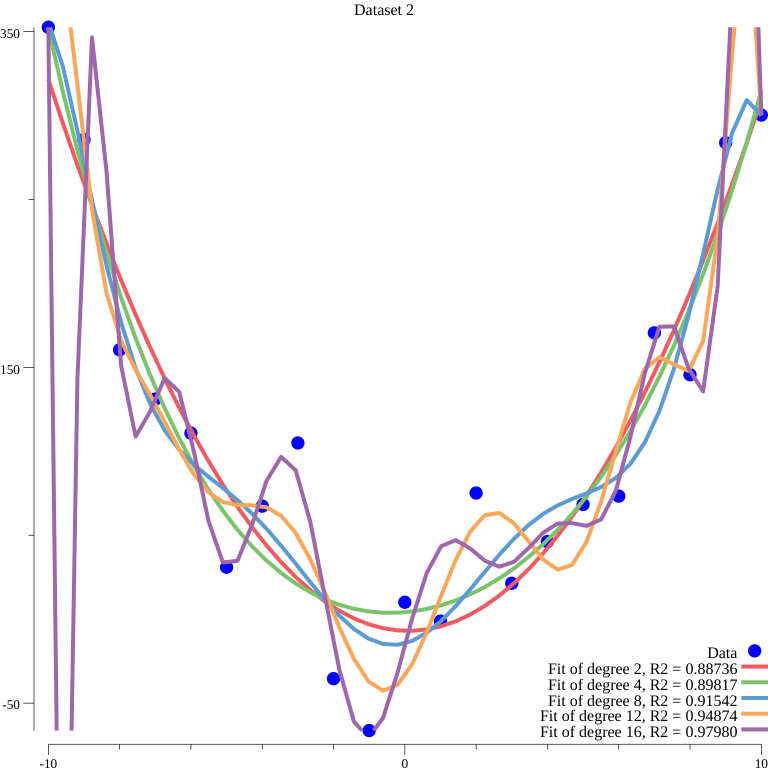 Dataset 2
350
150
-50
Data
Fit of degree 2, R2 = 0.88736
Fit of degree 4, R2 = 0.89817
Fit of degree 8, R2 = 0.91542
Fit of degree 12, R2 = 0.94874
Fit of degree 16, R2 = 0.97980
-10
0
10